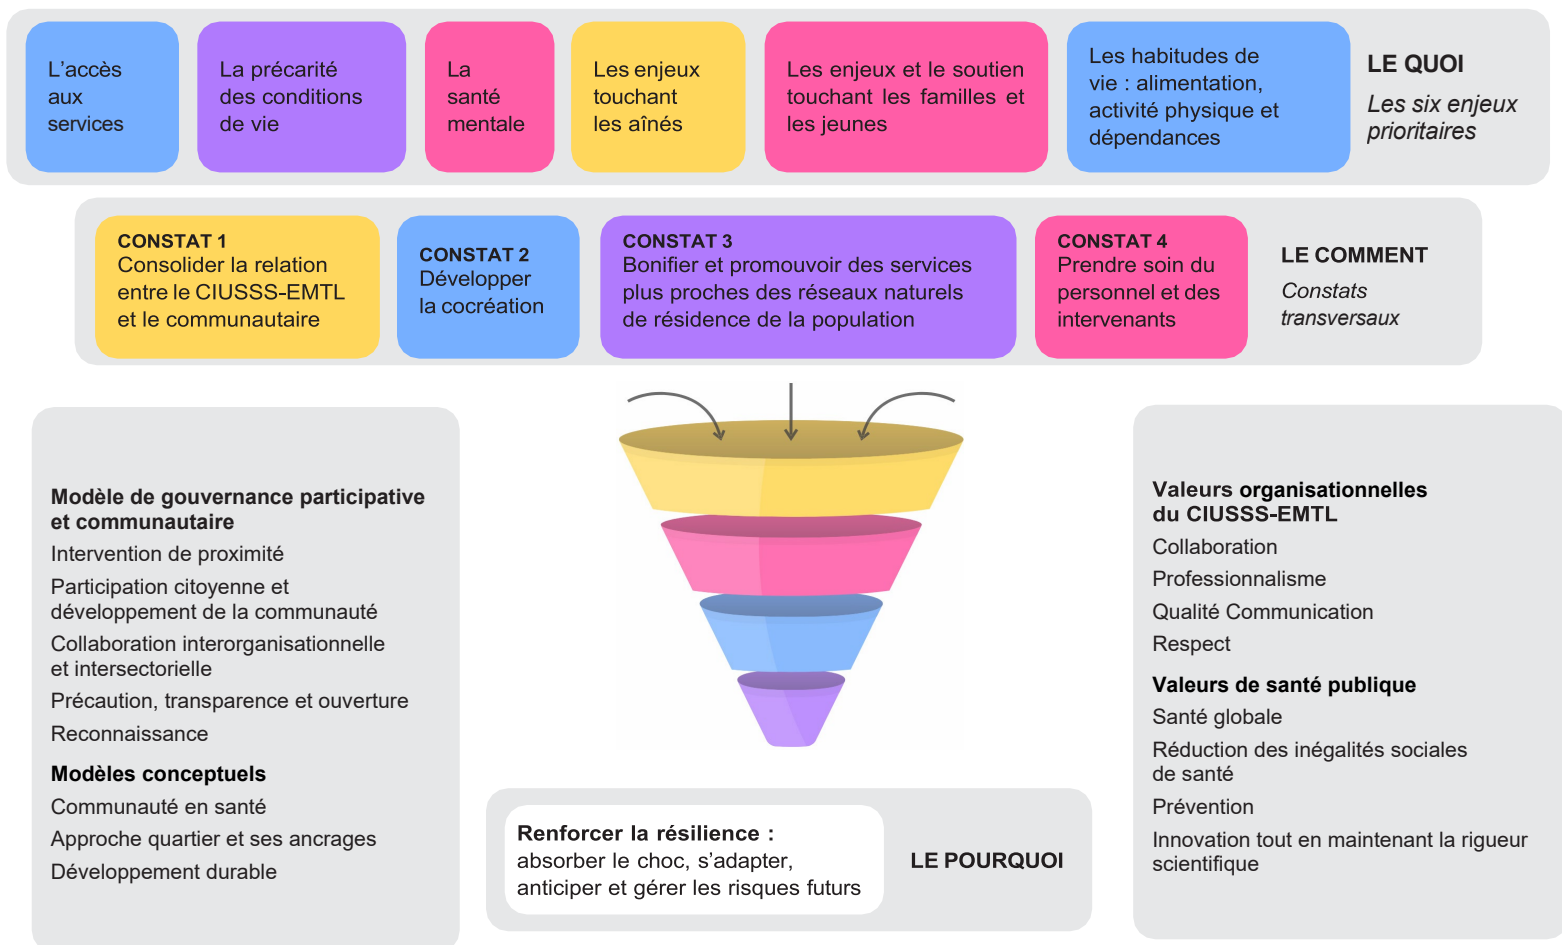 L'accès
aux
services
La précarité
des conditions
de vie
La
santé
mentale
Les enjeux
touchant
les aînés
Les enjeux et le soutien
touchant les familles et
les jeunes
Les habitudes de
vie : alimentation,
activité physique et
dépendances
LE QUOI
Les six enjeux
prioritaires
CONSTAT 1
Consolider la relation
entre le CIUSSS-EMTL
et le communautaire
CONSTAT 2
Développer
la cocréation
CONSTAT 3
Bonifier et promouvoir des services
plus proches des réseaux naturels
de résidence de la population
CONSTAT 4
Prendre soin du
personnel et des
intervenants
LE COMMENT
Constats
transversaux
Modèle de gouvernance participative
et communautaire
Intervention de proximité
Participation citoyenne et
développement de la communauté
Collaboration interorganisationnelle
et intersectorielle
Précaution, transparence et ouverture
Reconnaissance
Modèles conceptuels
Communauté en santé
Approche quartier et ses ancrages
Développement durable
Renforcer la résilience :
absorber le choc, s'adapter,
anticiper et gérer les risques futurs
LE POURQUOI
Valeurs organisationnelles
du CIUSSS-EMTL
Collaboration
Professionnalisme
Qualité Communication
Respect
Valeurs de santé publique
Santé globale
Réduction des inégalités sociales
de santé
Prévention
Innovation tout en maintenant la rigueur
scientifique